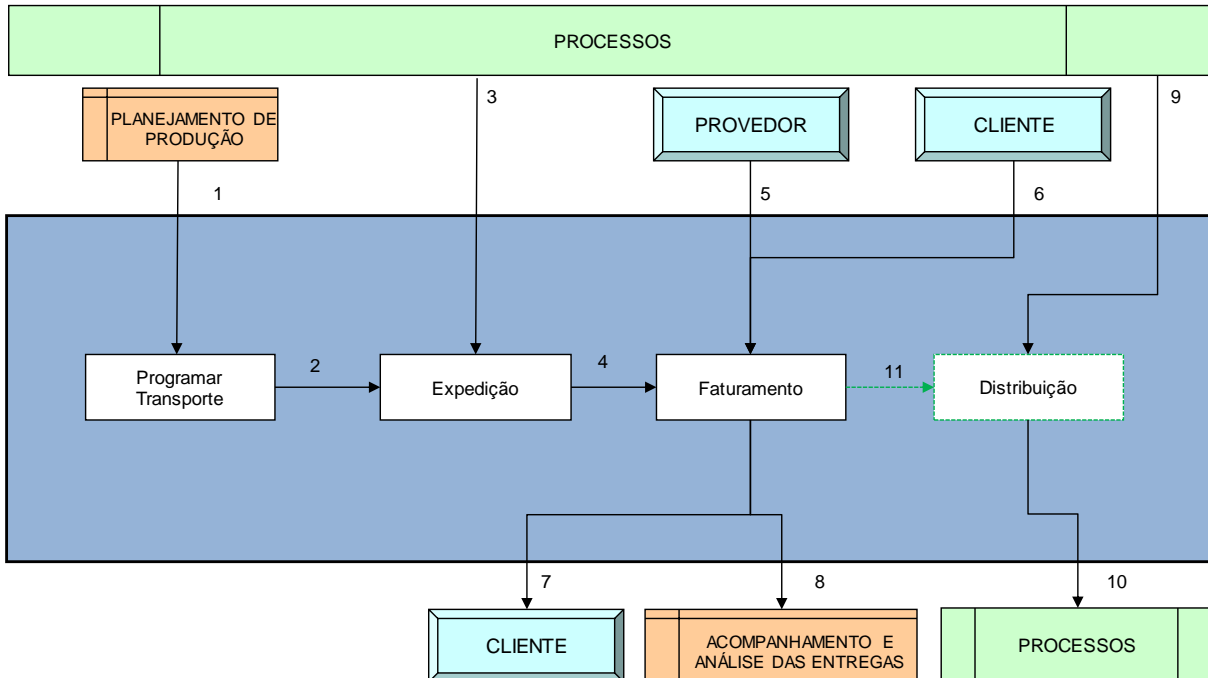 PROCESSOS
3
9
PLANEJAMENTO DE
PRODUÇÃO
PROVEDOR
CLIENTE
1
5
6
2
4
11
Programar
Transporte
Expedição
Faturamento
Distribuição
7
8
10
CLIENTE
ACOMPANHAMENTO E
ANÁLISE DAS ENTREGAS
PROCESSOS